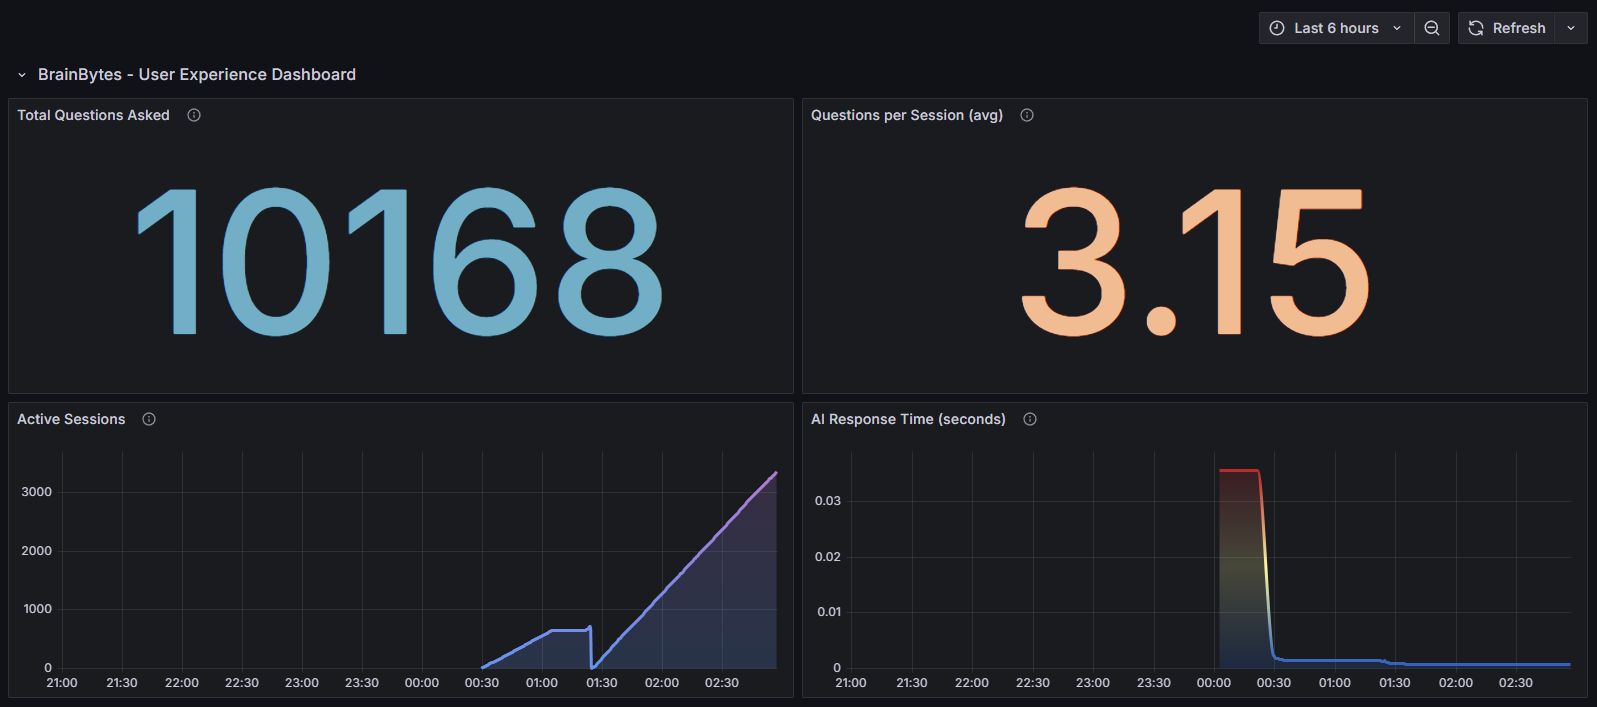 Last 6 hours
Refresh
BrainBytes - User Experience Dashboard
Total Questions Asked
10168
Questions per Session (avg)
3.15
Active Sessions
3000
2000
1000
0
21:00 21:30 22:00 22:30 23:00 23:30 00:00 00:30 01:00 01:30 02:00 02:30
AI Response Time (seconds)
0.03
0.02
0.01
0
21:00 21:30 22:00 22:30 23:00 23:30 00:00 00:30 01:00 01:30 02:00 02:30